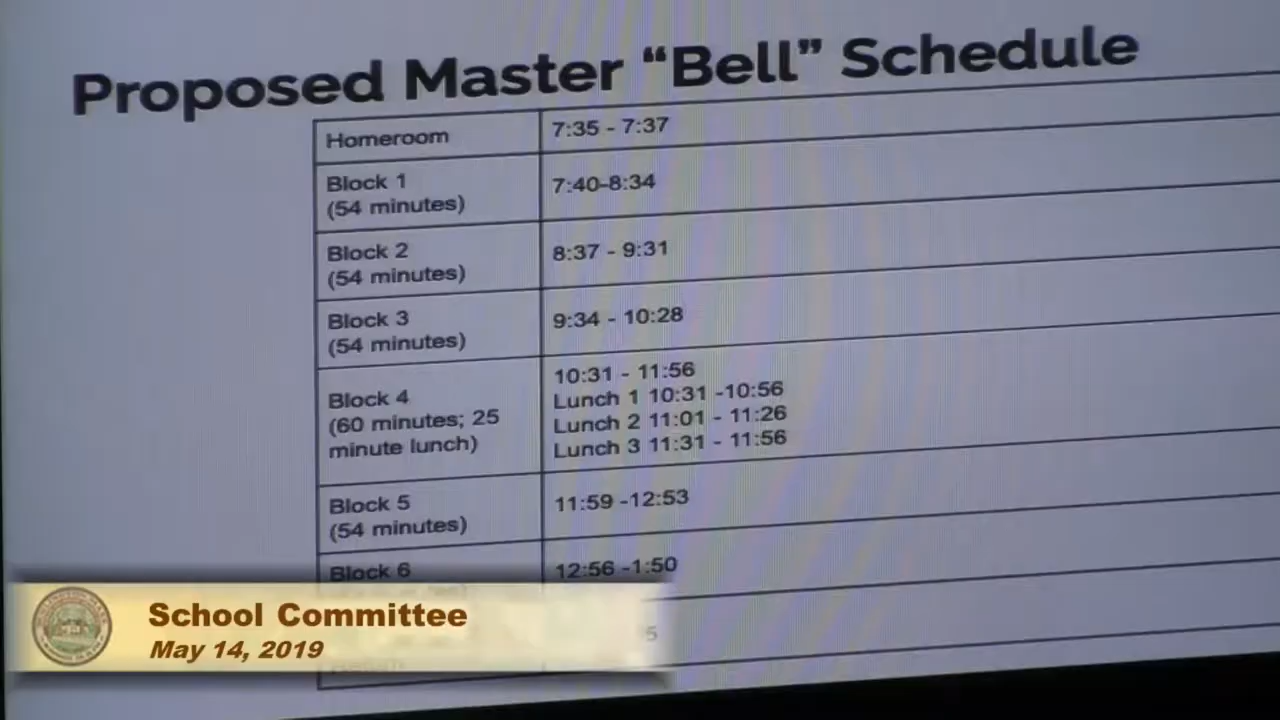 Proposed Master “Bell” Schedule
Homeroom 7:35 - 7:37
Block 1
(54 minutes) 7:40-8:34
Block 2
(54 minutes) 8:37 - 9:31
Block 3
(54 minutes) 9:34 - 10:28
Block 4
(60 minutes; 25
minute lunch)
10:31 - 11:56
Lunch 1 10:31 -10:56
Lunch 2 11:01 - 11:26
Lunch 3 11:31 - 11:56
Block 5
(54 minutes) 11:59 -12:53
Block 6 12:56 -1:50
5
School Committee
May 14, 2019